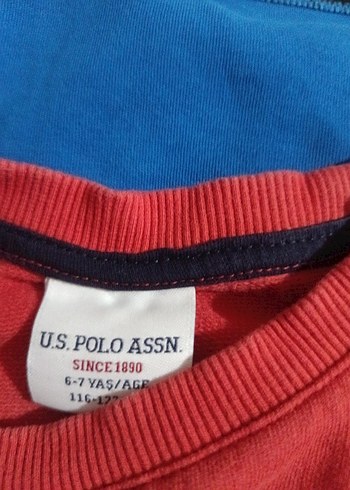 U.S. POLO ASSN.
SINCE 1890
6-7 YAŞ/AGE